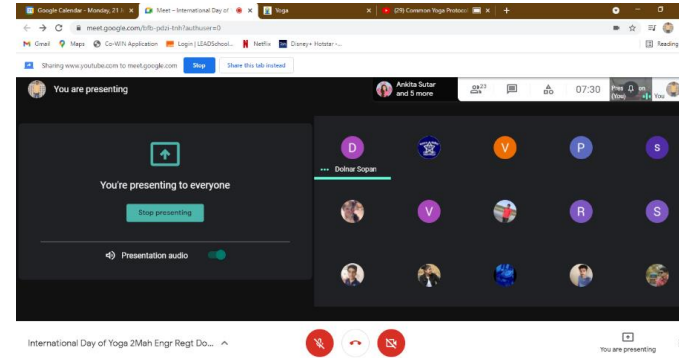 Google Calendar - Monday, 21 J
Meet – International Day of
Yoga
(29) Common Yoga Protocol
meet.google.com/bfb-pdzi-tnh?authuser=0
Gmail
Maps
Co-WIN Application
Login | LEADSchool...
Netflix
Disney+ Hotstar -...
Reading
Sharing www.youtube.com to meet.google.com
Stop
Share this tab instead
You are presenting
Ankita Sutar
and 5 more
23
07:30
Pres on
(You)
You
D
V
P
s
Dolnar Sopan
You're presenting to everyone
Stop presenting
V
R
S
Presentation audio
International Day of Yoga 2Mah Engr Regt Do...
You are presenting